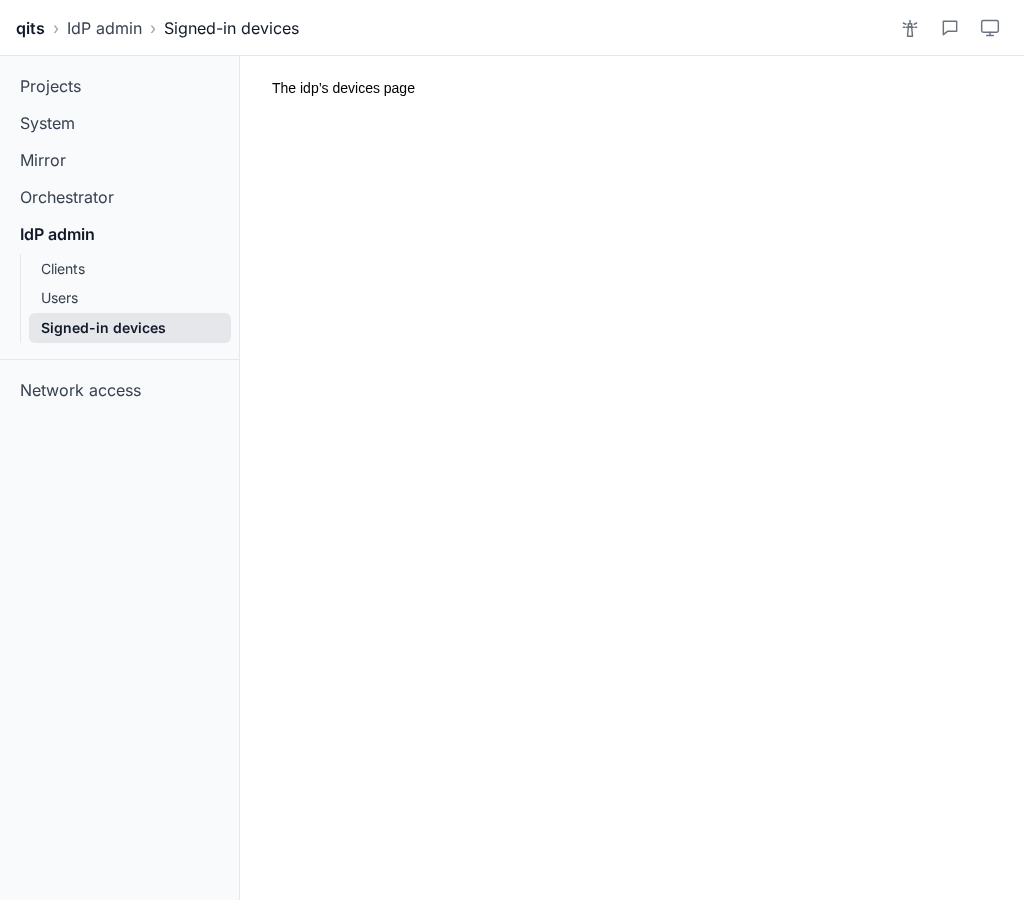 qits › IdP admin › Signed-in devices
Projects
System
Mirror
Orchestrator
IdP admin
Clients
Users
Signed-in devices
Network access
The idp's devices page